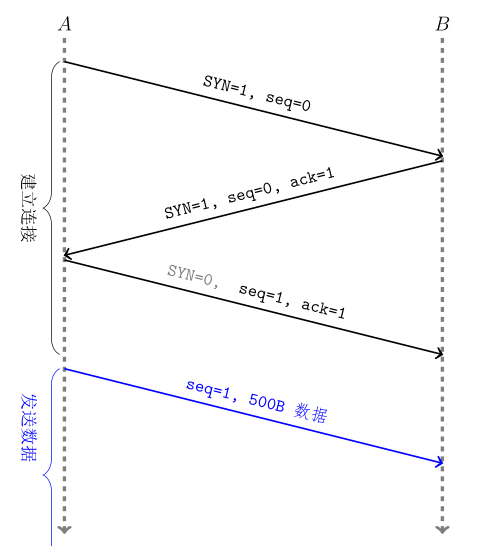 A
B
SYN=1, seq=0
SYN=1, seq=0, ack=1
建立连接
SYN=0, seq=1, ack=1
seq=1, 500B 数据
发送数据